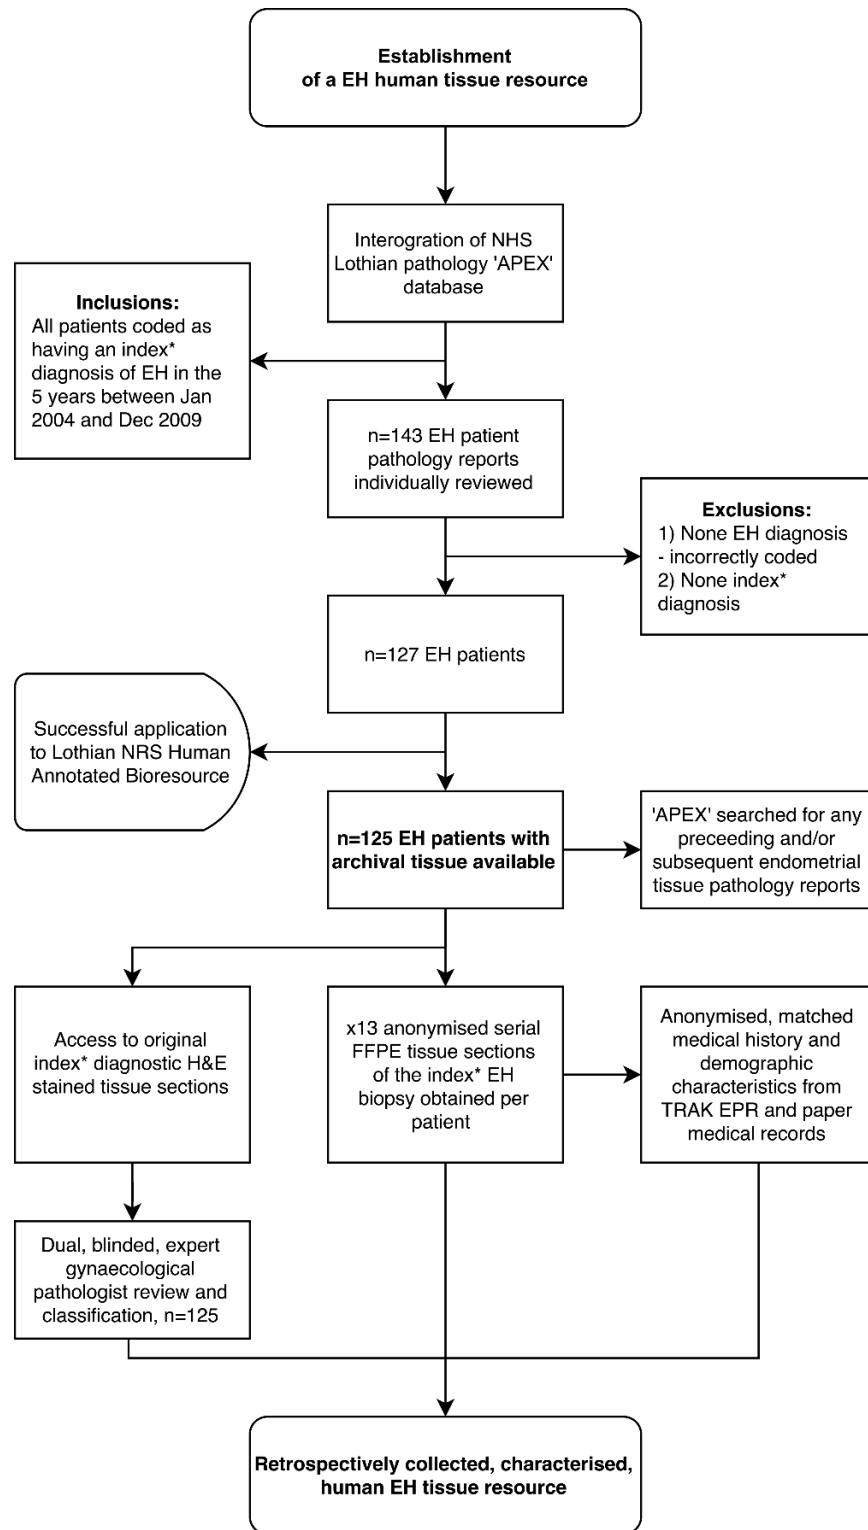 Establishment
of a EH human tissue resource
Interogration of NHS
Lothian pathology 'APEX'
database
Inclusions:
All patients coded as
having an index*
diagnosis of EH in the
5 years between Jan
2004 and Dec 2009
n=143 EH patient
pathology reports
individually reviewed
Exclusions:
1) None EH diagnosis
- incorrectly coded
2) None index*
diagnosis
n=127 EH patients
Successful application
to Lothian NRS Human
Annotated Bioresource
n=125 EH patients with
archival tissue available
'APEX' searched for any
preceeding and/or
subsequent endometrial
tissue pathology reports
Access to original
index* diagnostic H&E
stained tissue sections
x13 anonymised serial
FFPE tissue sections
of the index* EH
biopsy obtained per
patient
Anonymised, matched
medical history and
demographic
characteristics from
TRAK EPR and paper
medical records
Dual, blinded, expert
gynaecological
pathologist review and
classification, n=125
Retrospectively collected, characterised,
human EH tissue resource